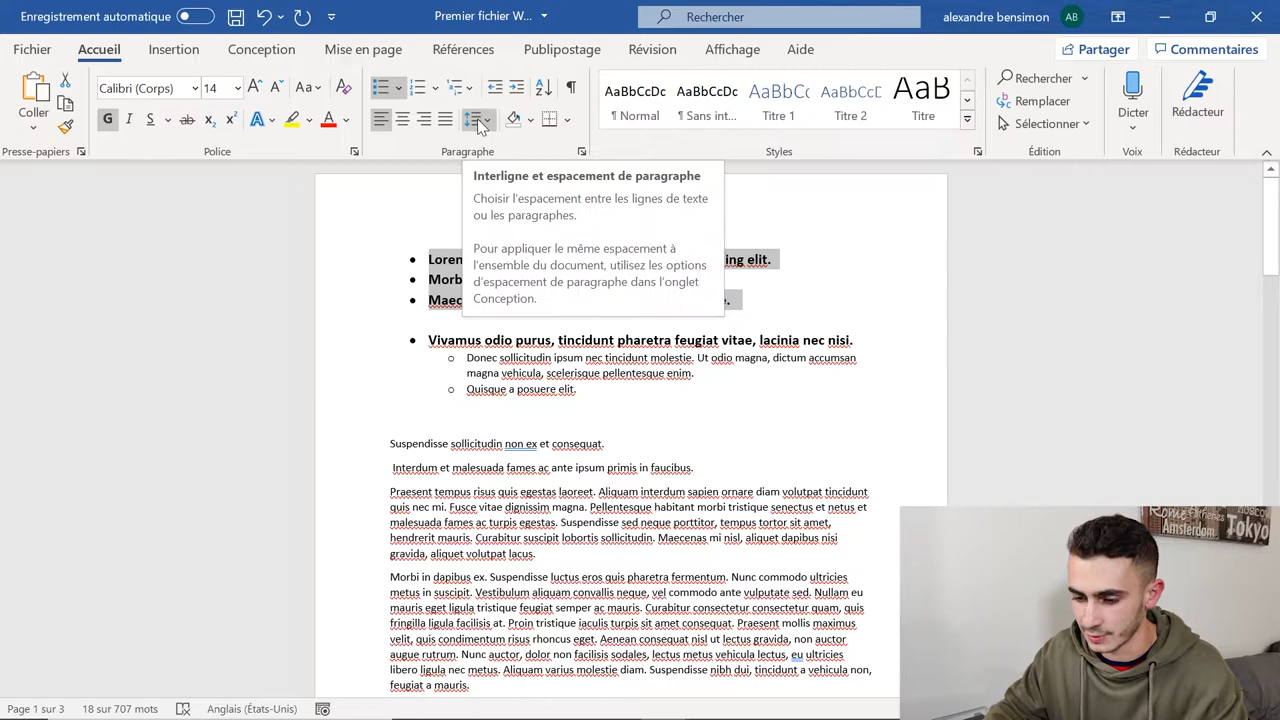 Enregistrement automatique
Premier fichier W...
Rechercher
alexandre bensimon
AB
Fichier
Accueil
Insertion
Conception
Mise en page
Références
Publipostage
Révision
Affichage
Aide
Partager
Commentaires
Coller
Presse-papiers
Calibri (Corps)
14
G I S ab x₂ x² A A
Police
Paragraphe
AaBbCcDc AaBbCcDc AaBbCc AaBbCcD AaB
¶ Normal
¶ Sans int...
Titre 1
Titre 2
Titre
Styles
Rechercher
Remplacer
Sélectionner
Édition
Dicter
Voix
Rédacteur
Rédacteur
Interligne et espacement de paragraphe
Choisir l'espacement entre les lignes de texte
ou les paragraphes.
Pour appliquer le même espacement à
l'ensemble du document, utilisez les options
d'espacement de paragraphe dans l'onglet
Conception.
• Loren ing elit.
• Morb
• Maec e.
• Vivamus odio purus, tincidunt pharetra feugiat vitae, lacinia nec nisi.
o Donec sollicitudin ipsum nec tincidunt molestie. Ut odio magna, dictum accumsan
magna vehicula, scelerisque pellentesque enim.
o Quisque a posuere elit.
Suspendisse sollicitudin non ex et consequat.
Interdum et malesuada fames ac ante ipsum primis in faucibus.
Praesent tempus risus quis egestas laoreet. Aliquam interdum sapien ornare diam volutpat tincidunt
quis nec mi. Fusce vitae dignissim magna. Pellentesque habitant morbi tristique senectus et netus et
malesuada fames ac turpis egestas. Suspendisse sed neque porttitor, tempus tortor sit amet,
hendrerit mauris. Curabitur suscipit lobortis sollicitudin. Maecenas mi nisl, aliquet dapibus nisi
gravida, aliquet volutpat lacus.
Morbi in dapibus ex. Suspendisse luctus eros quis pharetra fermentum. Nunc commodo ultricies
metus in suscipit. Vestibulum aliquam convallis neque, vel commodo ante vulputate sed. Nullam eu
mauris eget ligula tristique feugiat semper ac mauris. Curabitur consectetur consectetur quam, quis
fringilla ligula facilisis at. Proin tristique iaculis turpis sit amet consequat. Praesent mollis maximus
velit, quis condimentum risus rhoncus eget. Aenean consequat nisl ut lectus gravida, non auctor
augue rutrum. Nunc auctor, dolor non facilisis sodales, lectus metus vehicula lectus, eu ultricies
libero ligula nec metus. Aliquam varius molestie diam. Suspendisse nibh dui, tincidunt a vehicula non,
feugiat a mauris.
Rome
Amsterdam
Tokyo
Page 1 sur 3
18 sur 707 mots
Anglais (États-Unis)